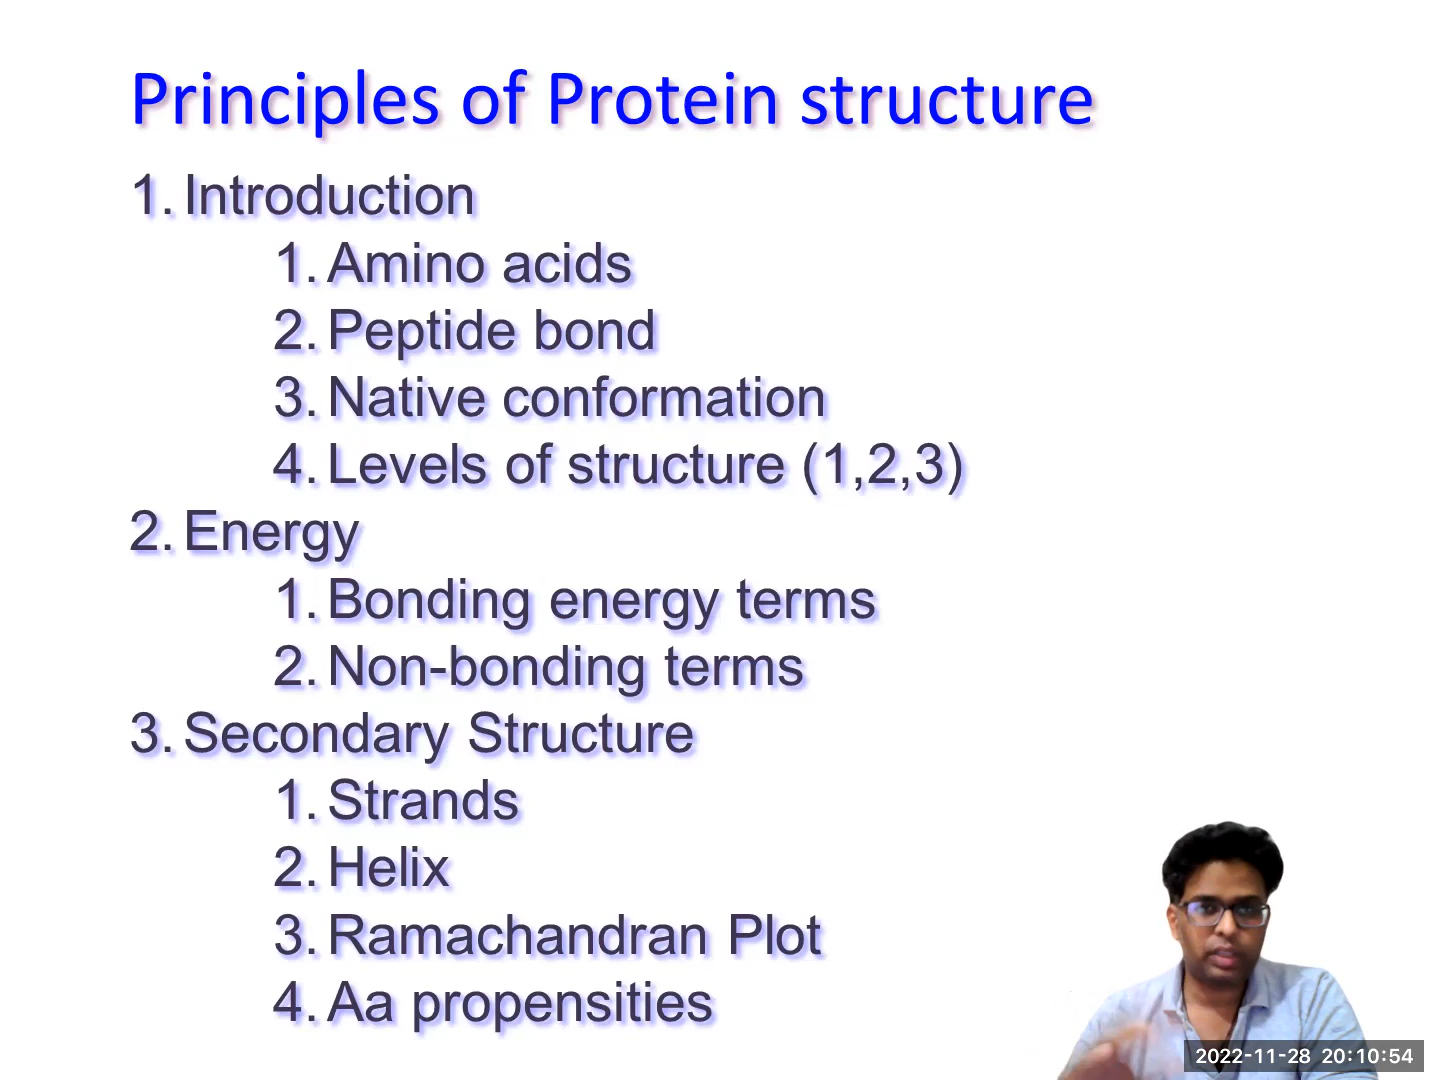 Principles of Protein structure
1. Introduction
1. Amino acids
2. Peptide bond
3. Native conformation
4. Levels of structure (1,2,3)
2. Energy
1. Bonding energy terms
2. Non-bonding terms
3. Secondary Structure
1. Strands
2. Helix
3. Ramachandran Plot
4. Aa propensities
2022-11-28 20:10:54